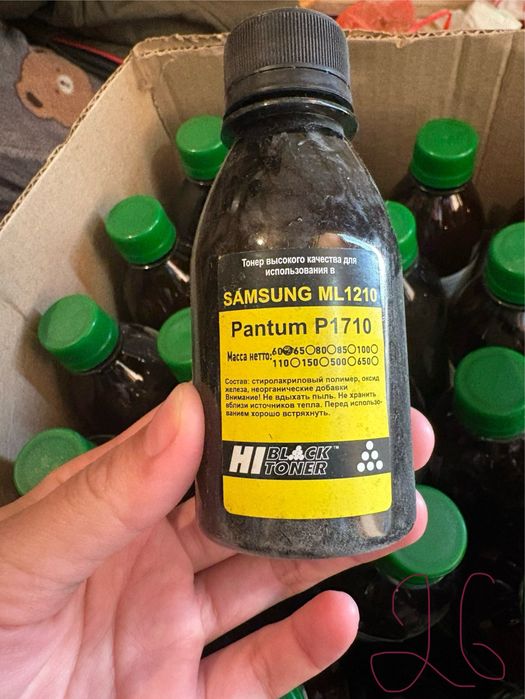 Тонер высокого качества для
использования в
SAMSUNG ML1210
Pantum P1710
Масса нетто: 60 65 80 85 100
110 150 500 650
Состав: стиролакриловый полимер, оксид
железа, неорганические добавки
Внимание! Не вдыхать пыль. Не хранить
вблизи источников тепла. Перед использо-
ванием хорошо встряхнуть.
HI BLACK™
TONER
26